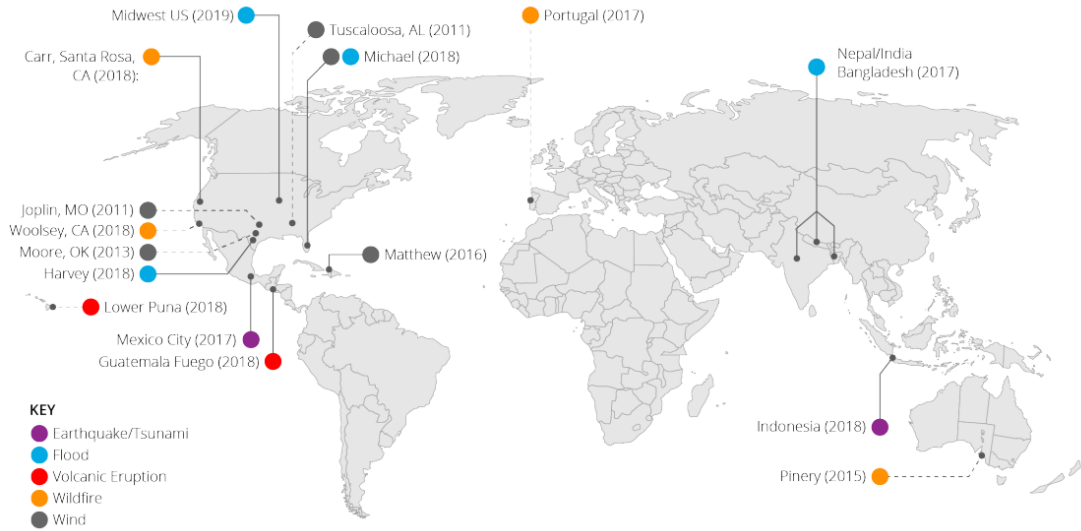 Midwest US (2019)
Portugal (2017)
Tuscaloosa, AL (2011)
Carr, Santa Rosa,
CA (2018):
Michael (2018)
Nepal/India
Bangladesh (2017)
Joplin, MO (2011)
Woolsey, CA (2018)
Moore, OK (2013)
Harvey (2018)
Matthew (2016)
Lower Puna (2018)
Mexico City (2017)
Guatemala Fuego (2018)
Indonesia (2018)
Pinery (2015)
KEY
Earthquake/Tsunami
Flood
Volcanic Eruption
Wildfire
Wind